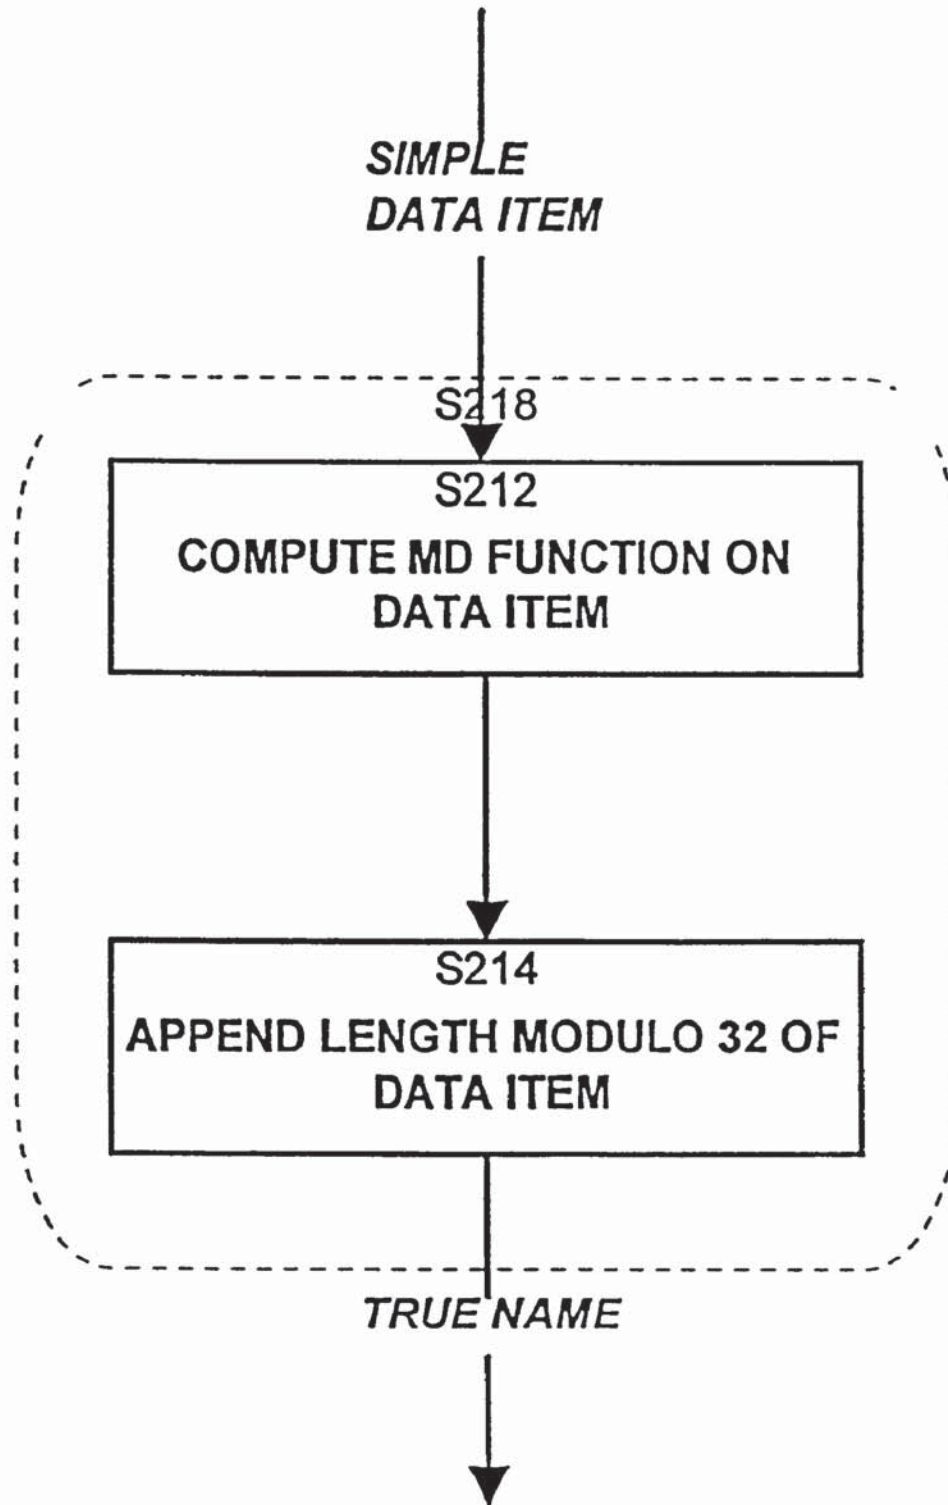 SIMPLE
DATA ITEM
S218
S212
COMPUTE MD FUNCTION ON
DATA ITEM
S214
APPEND LENGTH MODULO 32 OF
DATA ITEM
TRUE NAME